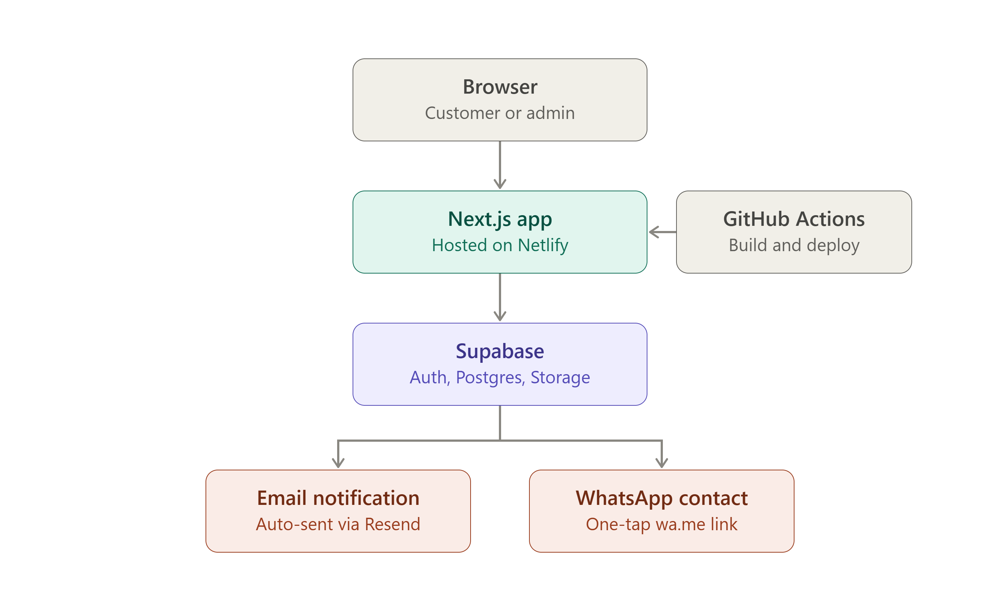 Browser
Customer or admin
Next.js app
Hosted on Netlify
GitHub Actions
Build and deploy
Supabase
Auth, Postgres, Storage
Email notification
Auto-sent via Resend
WhatsApp contact
One-tap wa.me link